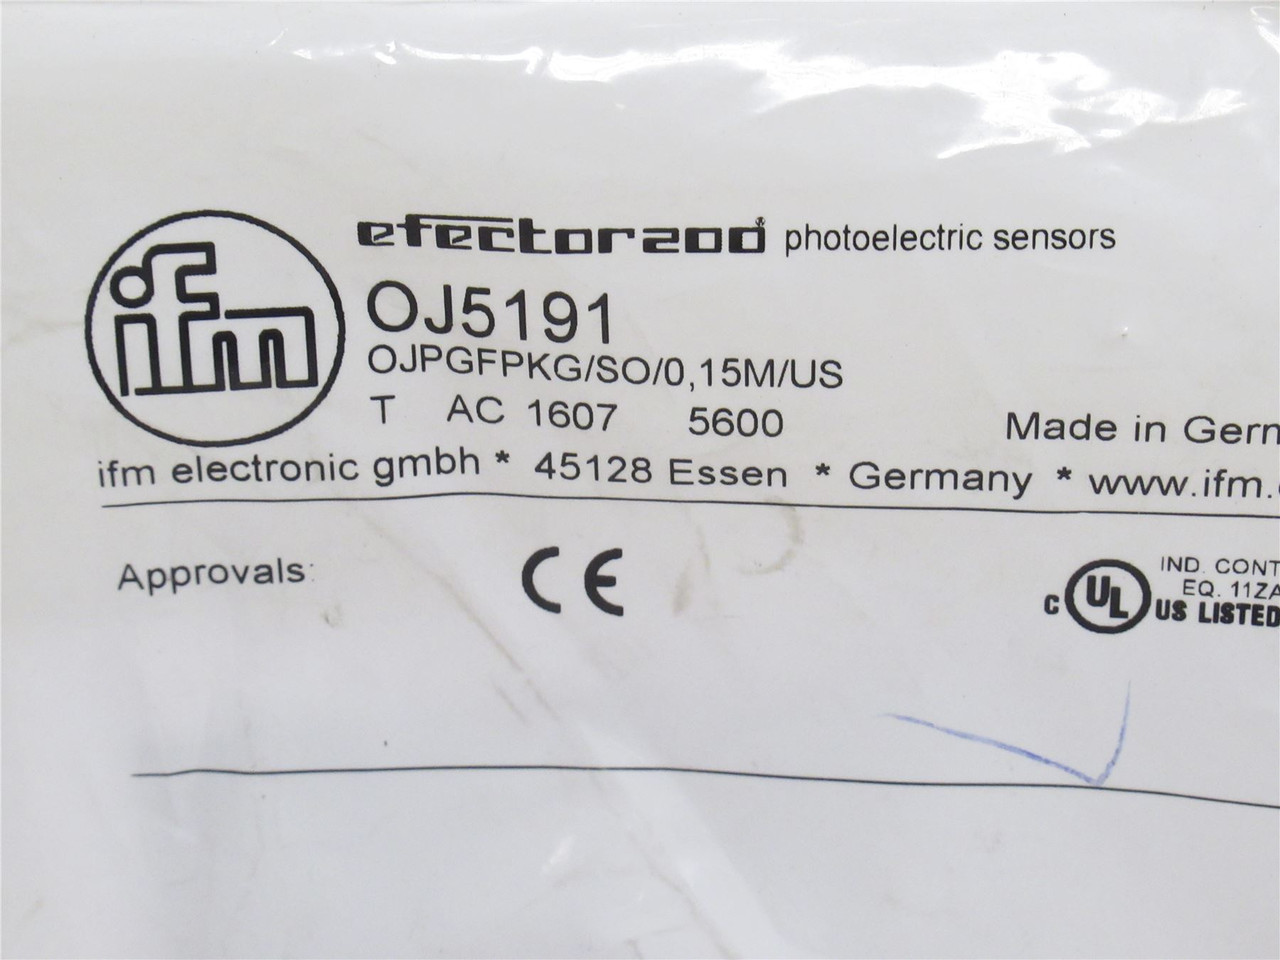 ifm
efector200® photoelectric sensors
OJ5191
OJPGFPKG/SO/0,15M/US
T AC 1607 5600
Made in Germ
ifm electronic gmbh * 45128 Essen * Germany * www.ifm.
Approvals:
CE
IND. CONT
EQ. 11ZA
c UL US LISTED